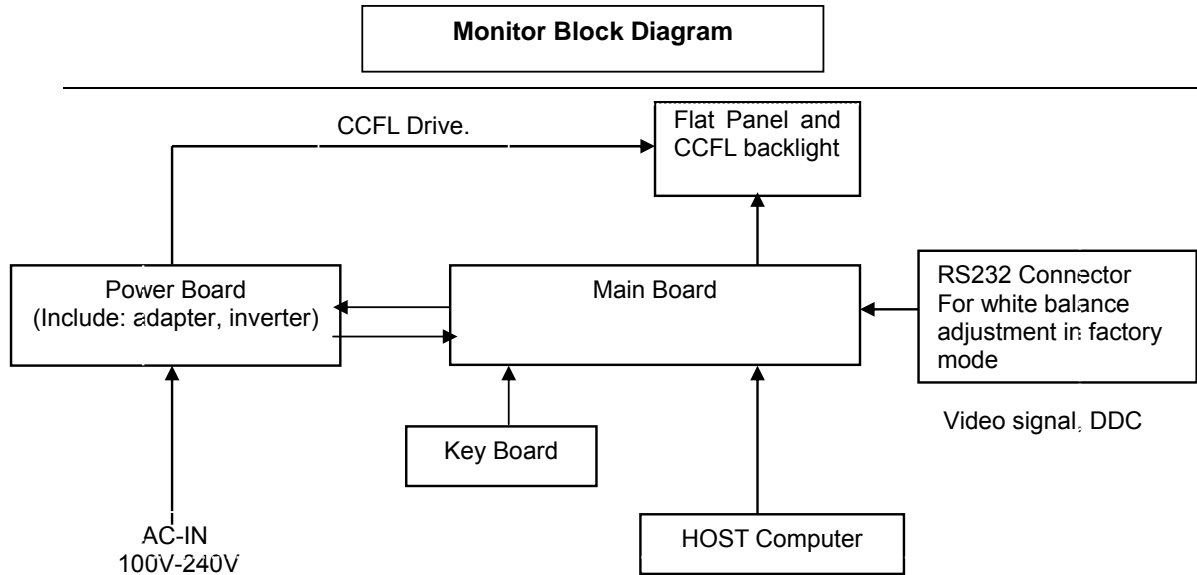 Monitor Block Diagram
CCFL Drive.
Flat Panel and
CCFL backlight
Power Board
(Include: adapter, inverter)
Main Board
RS232 Connector
For white balance
adjustment in factory
mode
Video signal, DDC
Key Board
HOST Computer
AC-IN
100V-240V